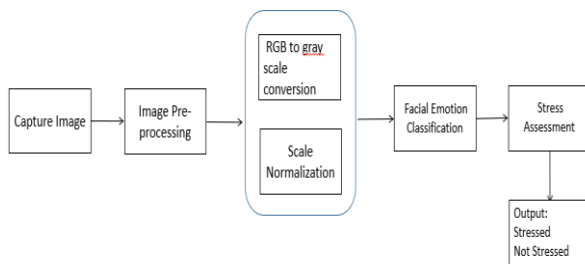 Capture Image
Image Pre-
processing
RGB to gray
scale
conversion
Scale
Normalization
Facial Emotion
Classification
Stress
Assessment
Output:
Stressed
Not Stressed